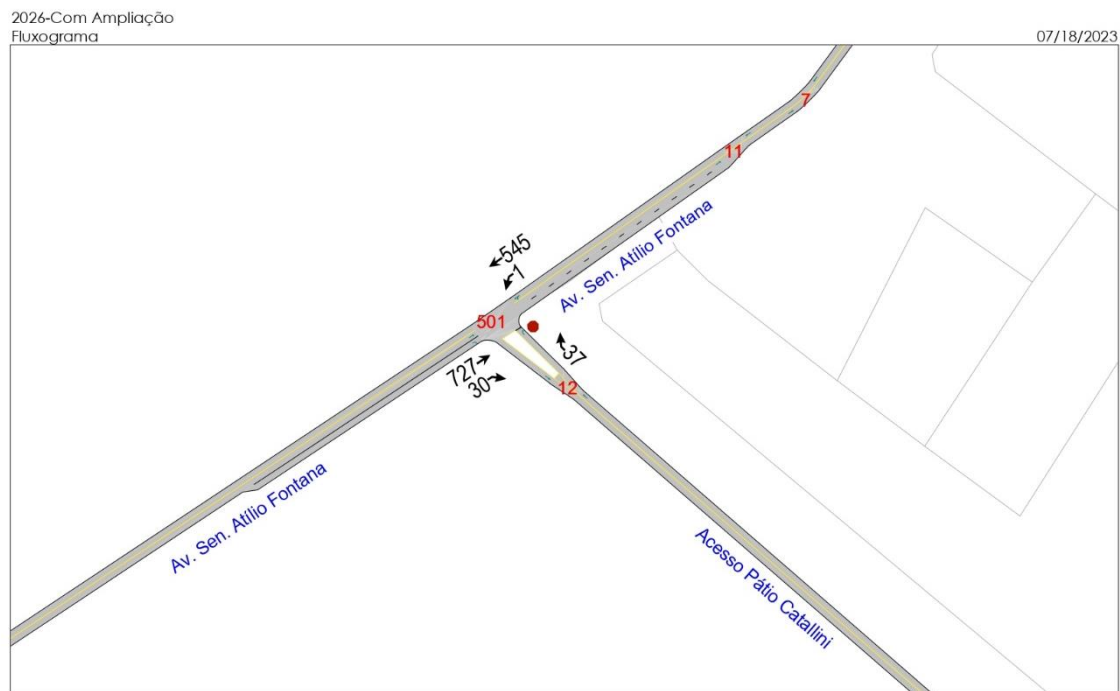 2026-Com Ampliação
Fluxograma
07/18/2023
7
11
Av. Sen. Atílio Fontana
545
1
501
37
727
30
12
Av. Sen. Atílio Fontana
Acesso Pátio Catallini